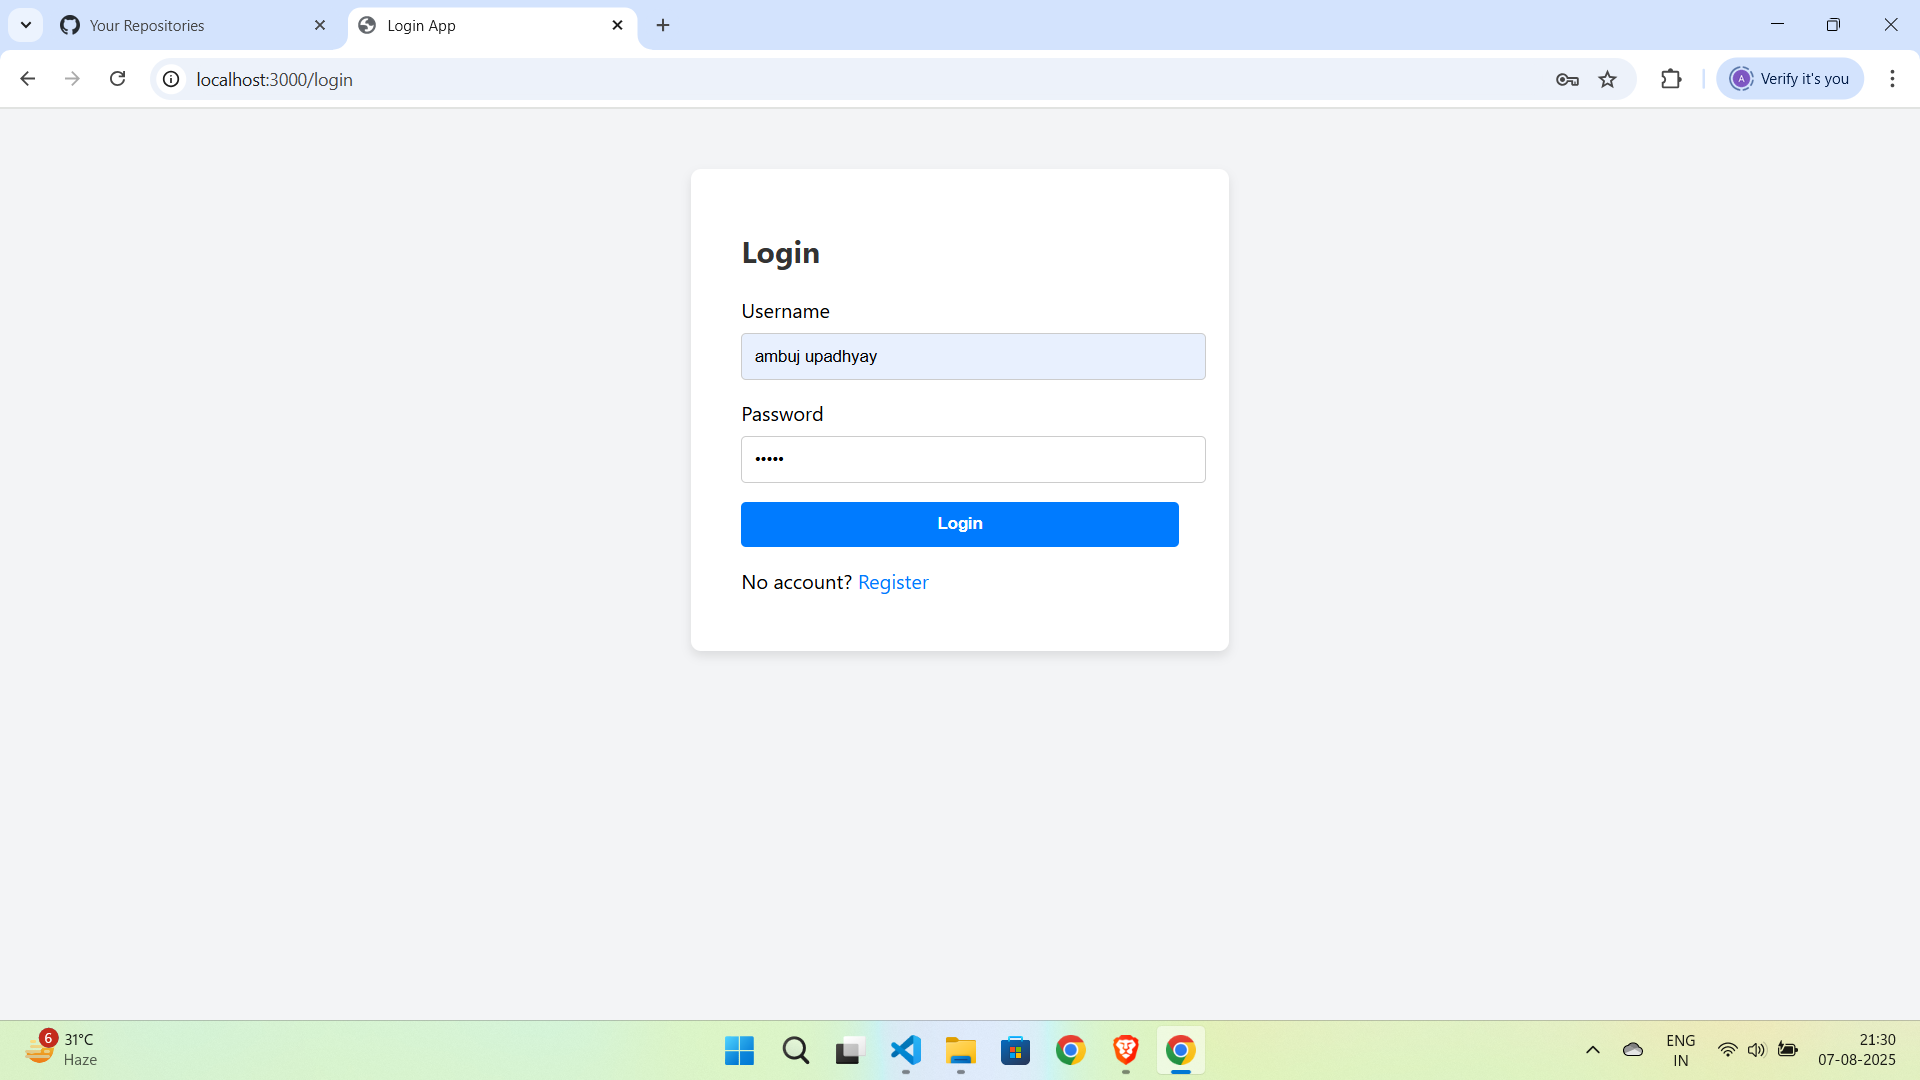 Your Repositories
Login App
localhost:3000/login
A
Verify it's you
Login
Username
ambuj upadhyay
Password
•••••
Login
No account? Register
6
31°C
Haze
ENG
IN
21:30
07-08-2025